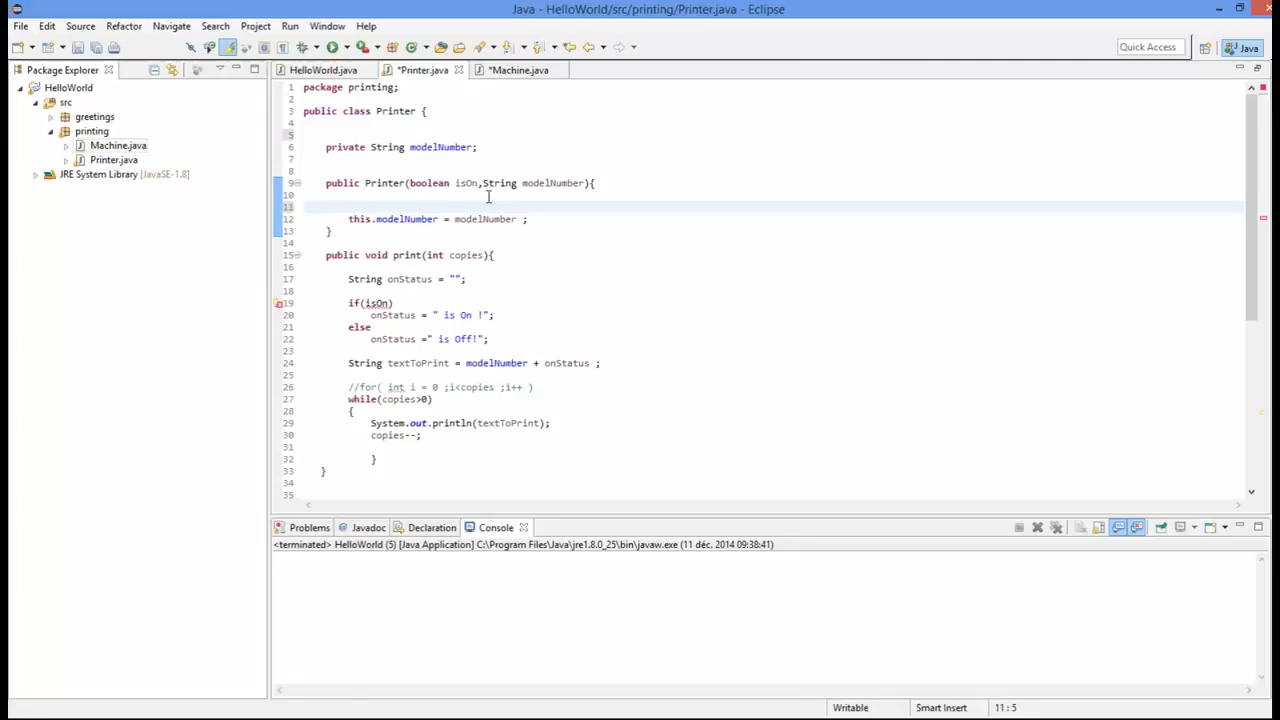 Java - HelloWorld/src/printing/Printer.java - Eclipse
File Edit Source Refactor Navigate Search Project Run Window Help
Quick Access Java
Package Explorer HelloWorld.java *Printer.java *Machine.java
HelloWorld
src
greetings
printing
Machine.java
Printer.java
JRE System Library [JavaSE-1.8]
1 package printing;
2
3 public class Printer {
4
5
6 private String modelNumber;
7
8
9 public Printer(boolean isOn,String modelNumber){
10
11
12 this.modelNumber = modelNumber ;
13 }
14
15 public void print(int copies){
16
17 String onStatus = "";
18
19 if(isOn)
20 onStatus = " is On !";
21 else
22 onStatus =" is Off!";
23
24 String textToPrint = modelNumber + onStatus ;
25
26 //for( int i = 0 ;i<copies ;i++ )
27 while(copies>0)
28 {
29 System.out.println(textToPrint);
30 copies--;
31
32 }
33 }
34
35
Problems Javadoc Declaration Console
<terminated> HelloWorld (5) [Java Application] C:\Program Files\Java\jre1.8.0_25\bin\javaw.exe (11 déc. 2014 09:38:41)
Writable Smart Insert 11 : 5